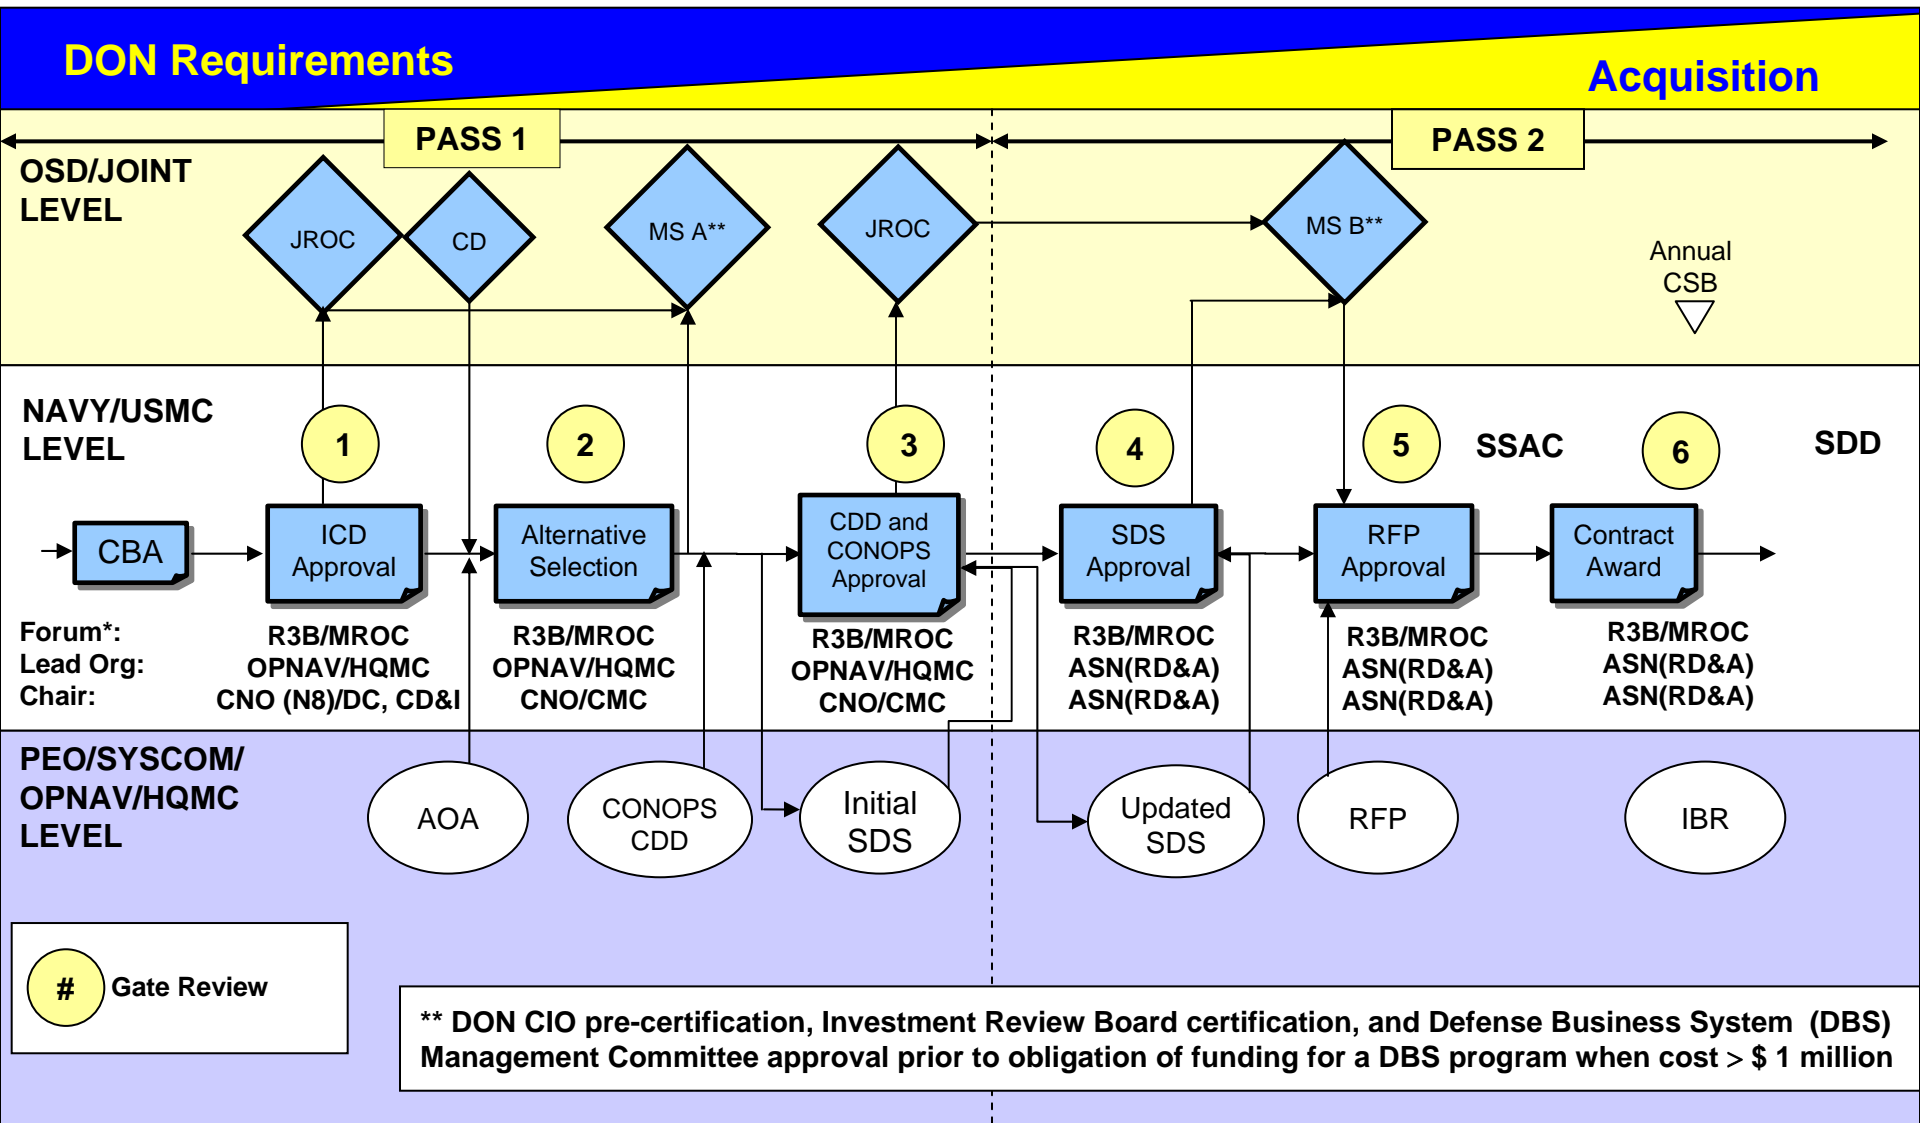 DON Requirements
Acquisition
PASS 1
PASS 2
OSD/JOINT
LEVEL
JROC
CD
MS A**
JROC
MS B**
Annual
CSB
NAVY/USMC
LEVEL
1
2
3
4
5
SSAC
6
SDD
CBA
ICD
Approval
Alternative
Selection
CDD and
CONOPS
Approval
SDS
Approval
RFP
Approval
Contract
Award
Forum*:
Lead Org:
Chair:
R3B/MROC
OPNAV/HQMC
CNO (N8)/DC, CD&I
R3B/MROC
OPNAV/HQMC
CNO/CMC
R3B/MROC
OPNAV/HQMC
CNO/CMC
R3B/MROC
ASN(RD&A)
ASN(RD&A)
R3B/MROC
ASN(RD&A)
ASN(RD&A)
R3B/MROC
ASN(RD&A)
ASN(RD&A)
PEO/SYSCOM/
OPNAV/HQMC
LEVEL
AOA
CONOPS
CDD
Initial
SDS
Updated
SDS
RFP
IBR
# Gate Review
** DON CIO pre-certification, Investment Review Board certification, and Defense Business System (DBS)
Management Committee approval prior to obligation of funding for a DBS program when cost > $ 1 million